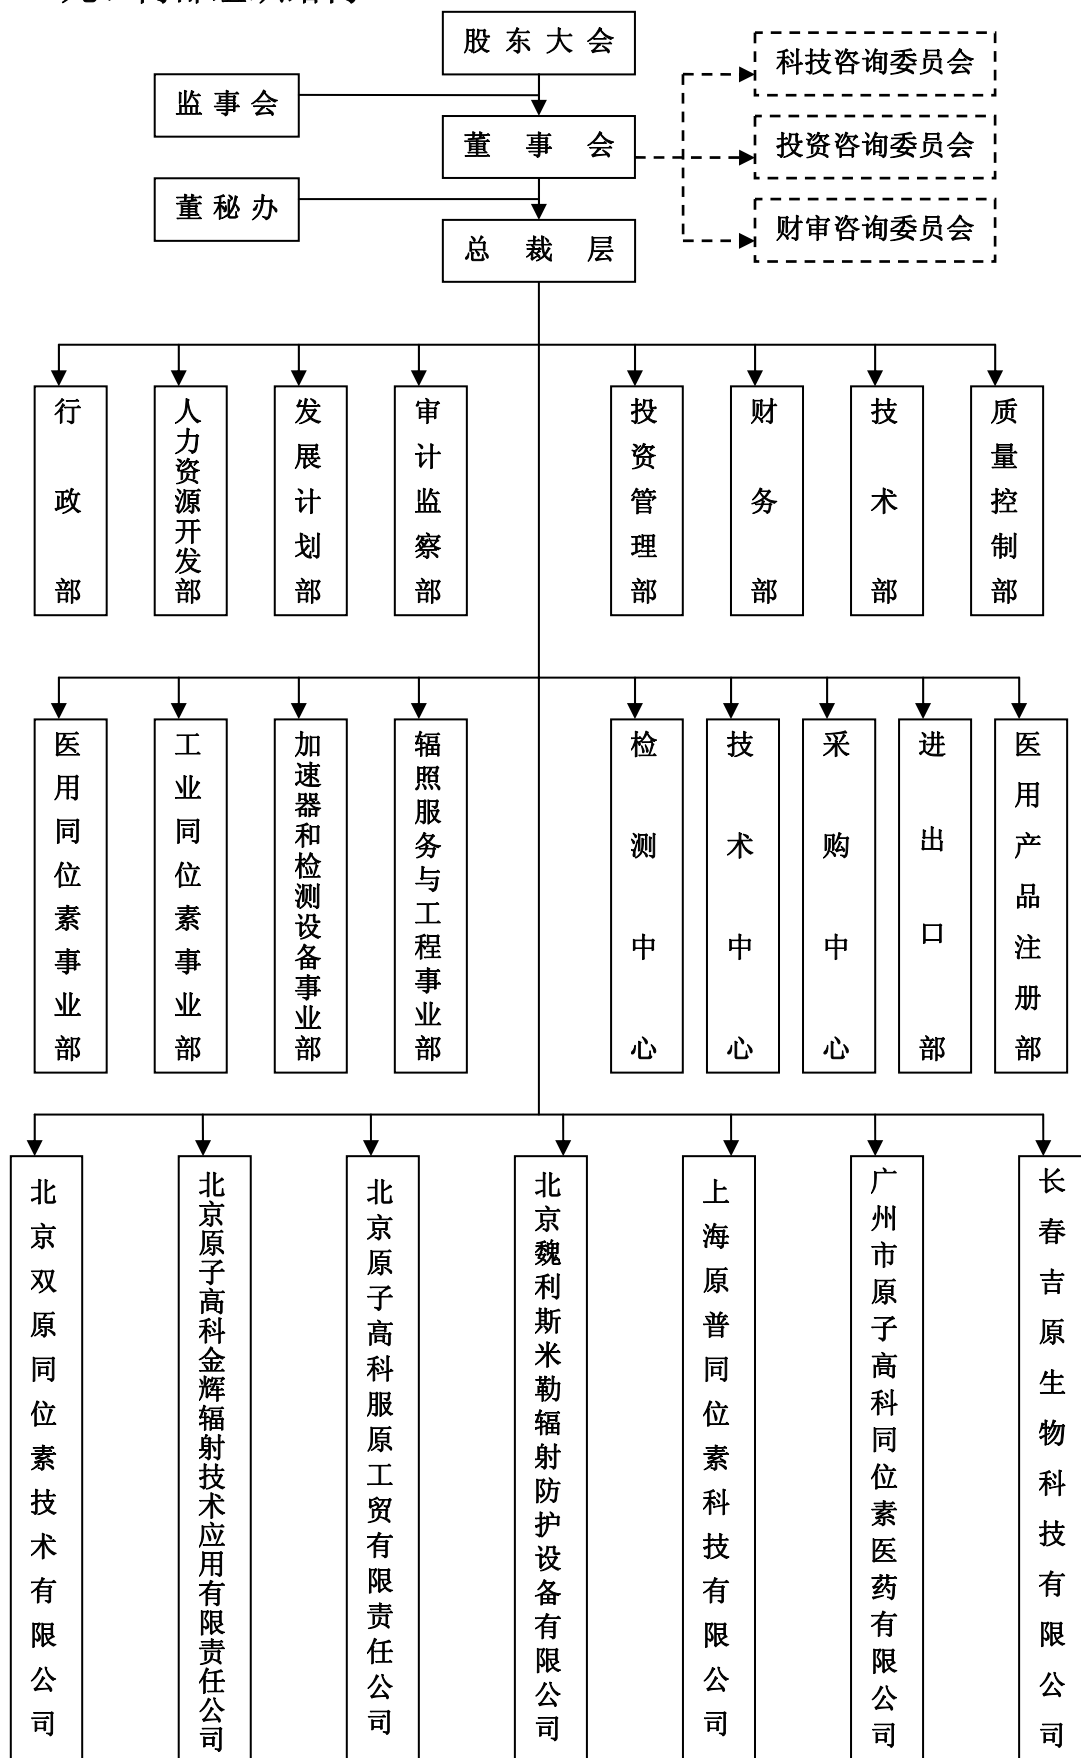 股东大会
科技咨询委员会
监事会
董事会
投资咨询委员会
董秘办
总裁层
财审咨询委员会
行政部
人力资源开发部
发展计划部
审计监察部
投资管理部
财务部
技术部
质量控制部
医用同位素事业部
工业同位素事业部
加速器和检测设备事业部
辐照服务与工程事业部
检测中心
技术中心
采购中心
进出口部
医用产品注册部
北京双原同位素技术有限公司
北京原子高科金辉辐射技术应用有限责任公司
北京原子高科服原工贸有限责任公司
北京魏利斯米勒辐射防护设备有限公司
上海原普同位素科技有限公司
广州市原子高科同位素医药有限公司
长春吉原生物科技有限公司